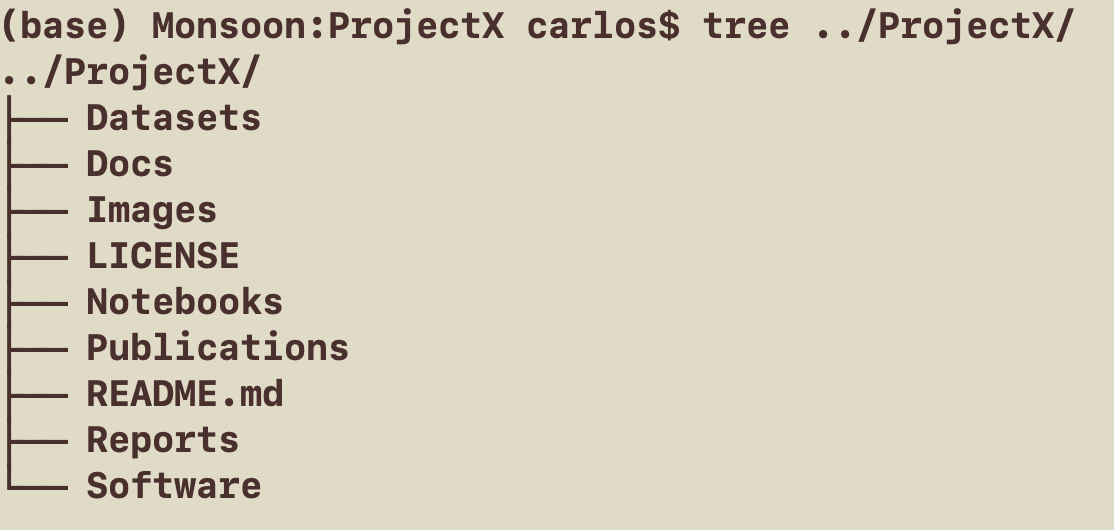 (base) Monsoon:ProjectX carlos$ tree ../ProjectX/
../ProjectX/
├── Datasets
├── Docs
├── Images
├── LICENSE
├── Notebooks
├── Publications
├── README.md
├── Reports
└── Software